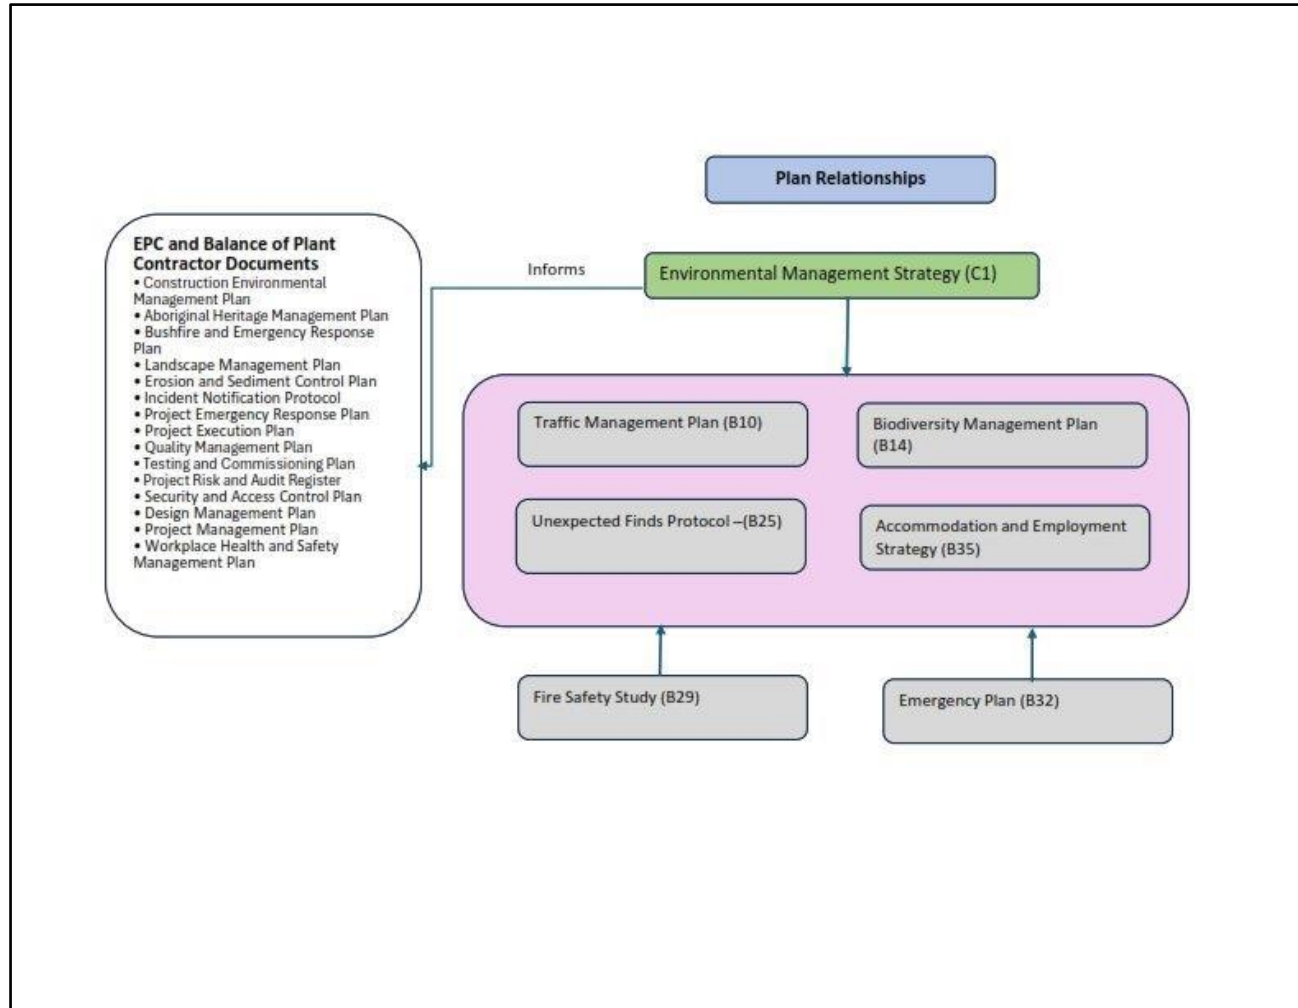 Plan Relationships
EPC and Balance of Plant
Contractor Documents
• Construction Environmental
Management Plan
• Aboriginal Heritage Management Plan
• Bushfire and Emergency Response
Plan
• Landscape Management Plan
• Erosion and Sediment Control Plan
• Incident Notification Protocol
• Project Emergency Response Plan
• Project Execution Plan
• Quality Management Plan
• Testing and Commissioning Plan
• Project Risk and Audit Register
• Security and Access Control Plan
• Design Management Plan
• Project Management Plan
• Workplace Health and Safety
Management Plan
Informs
Environmental Management Strategy (C1)
Traffic Management Plan (B10)
Biodiversity Management Plan
(B14)
Unexpected Finds Protocol –(B25)
Accommodation and Employment
Strategy (B35)
Fire Safety Study (B29)
Emergency Plan (B32)